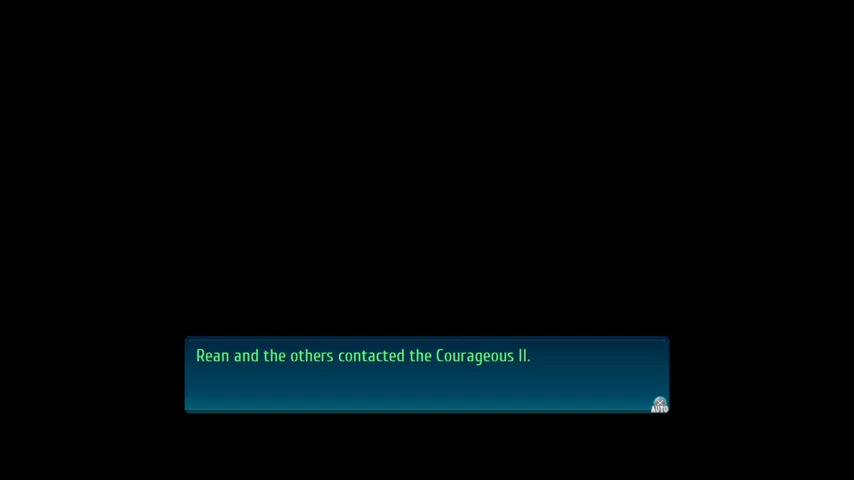 Rean and the others contacted the Courageous II.
AUTO